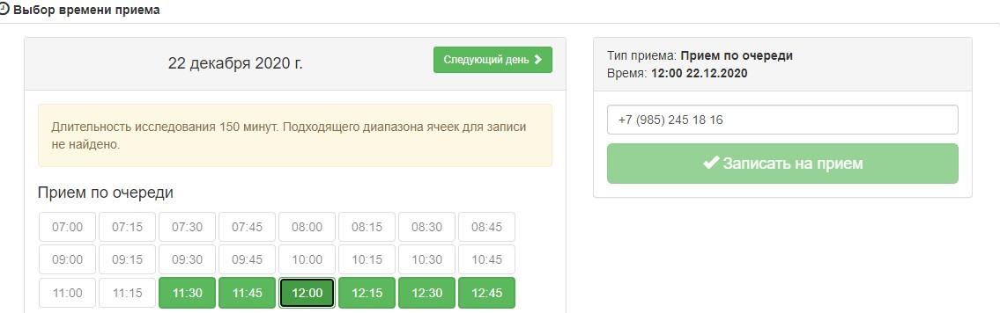 Выбор времени приема
22 декабря 2020 г.
Следующий день
Длительность исследования 150 минут. Подходящего диапазона ячеек для записи
не найдено.
Прием по очереди
07:00 07:15 07:30 07:45 08:00 08:15 08:30 08:45
09:00 09:15 09:30 09:45 10:00 10:15 10:30 10:45
11:00 11:15 11:30 11:45 12:00 12:15 12:30 12:45
Тип приема: Прием по очереди
Время: 12:00 22.12.2020
+7 (985) 245 18 16
Записать на прием